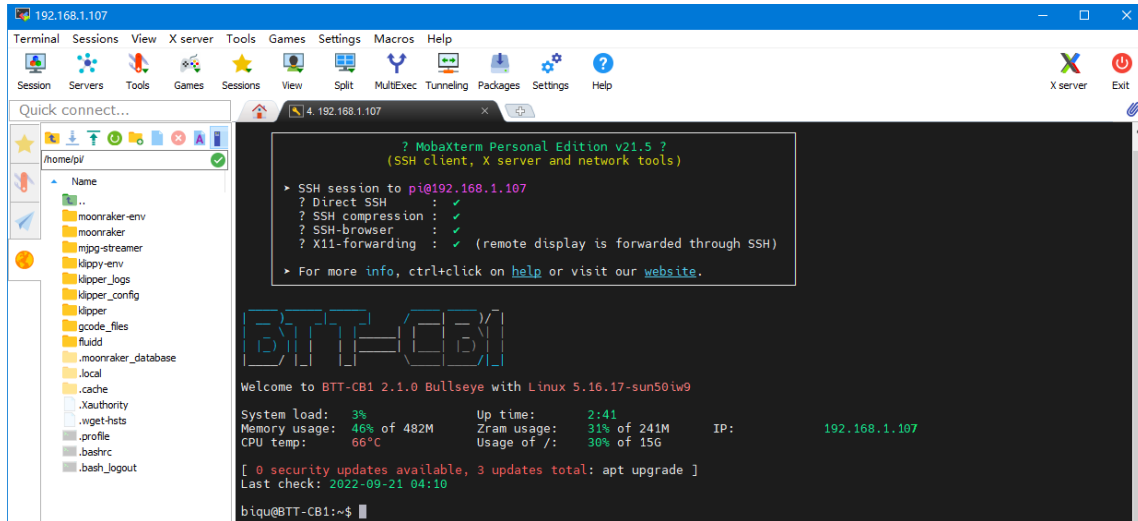 192.168.1.107
Terminal Sessions View X server Tools Games Settings Macros Help
Session Servers Tools Games Sessions View Split MultiExec Tunneling Packages Settings Help X server Exit
Quick connect...
4. 192.168.1.107
/home/pi/
Name
..
moonraker-env
moonraker
mjpg-streamer
klippy-env
klipper_logs
klipper_config
klipper
gcode_files
fluidd
.moonraker_database
.local
.cache
.Xauthority
.wget-hsts
.profile
.bashrc
.bash_logout
? MobaXterm Personal Edition v21.5 ?
(SSH client, X server and network tools)
➤ SSH session to pi@192.168.1.107
? Direct SSH : ✔
? SSH compression : ✔
? SSH-browser : ✔
? X11-forwarding : ✔ (remote display is forwarded through SSH)
➤ For more info, ctrl+click on help or visit our website.
BTT-CB1
Welcome to BTT-CB1 2.1.0 Bullseye with Linux 5.16.17-sun50iw9
System load: 3% Up time: 2:41
Memory usage: 46% of 482M Zram usage: 31% of 241M IP: 192.168.1.107
CPU temp: 66°C Usage of /: 30% of 15G
[ 0 security updates available, 3 updates total: apt upgrade ]
Last check: 2022-09-21 04:10
biqu@BTT-CB1:~$